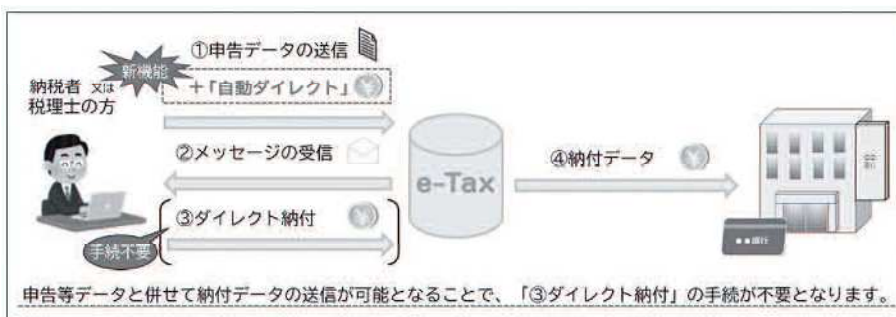 ①申告データの送信
新機能
納税者 又は
税理士の方
+「自動ダイレクト」
②メッセージの受信
e-Tax
④納付データ
③ダイレクト納付
手続不要
●●銀行
申告等データと併せて納付データの送信が可能となることで、「③ダイレクト納付」の手続が不要となります。